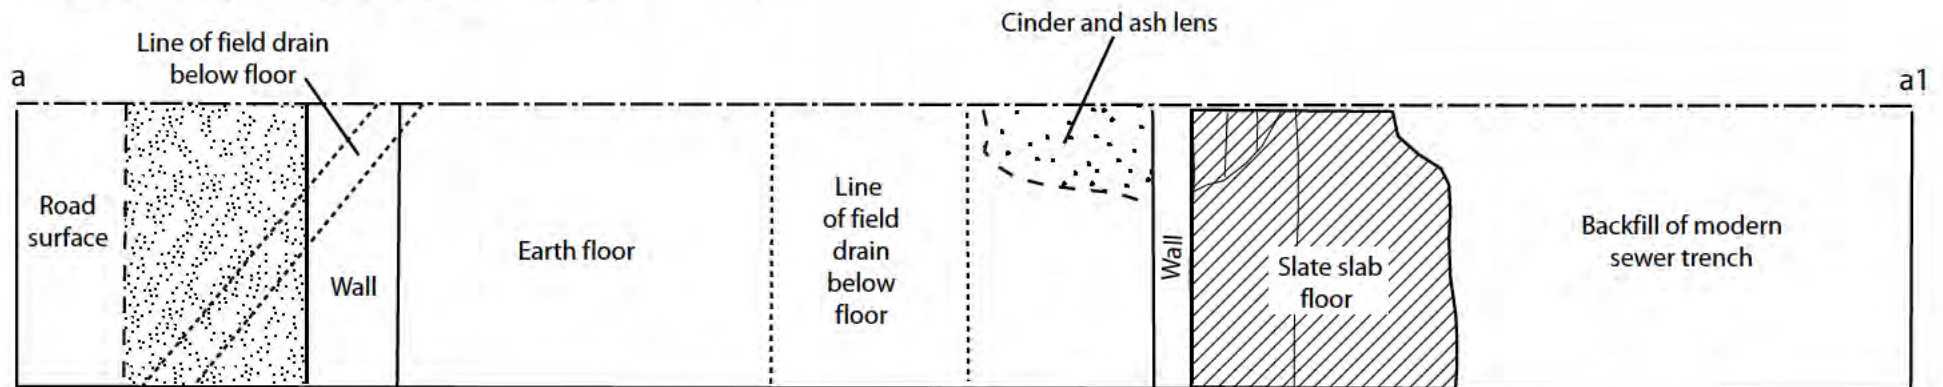 Cinder and ash lens
Line of field drain
below floor
a
a1
Road
surface
Wall
Earth floor
Line
of field
drain
below
floor
Wall
Slate slab
floor
Backfill of modern
sewer trench